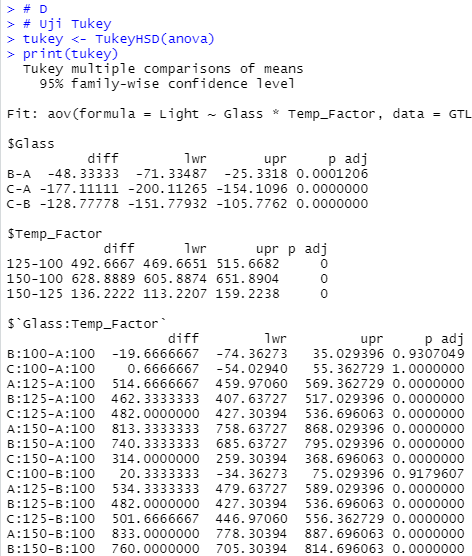 > # D
> # Uji Tukey
> tukey <- TukeyHSD(anova)
> print(tukey)
  Tukey multiple comparisons of means
    95% family-wise confidence level

Fit: aov(formula = Light ~ Glass * Temp_Factor, data = GTL

$Glass
          diff        lwr       upr     p adj
B-A  -48.33333  -71.33487  -25.3318 0.0001206
C-A -177.11111 -200.11265 -154.1096 0.0000000
C-B -128.77778 -151.77932 -105.7762 0.0000000

$Temp_Factor
            diff      lwr      upr p adj
125-100 492.6667 469.6651 515.6682     0
150-100 628.8889 605.8874 651.8904     0
150-125 136.2222 113.2207 159.2238     0

$`Glass:Temp_Factor`
                    diff       lwr        upr     p adj
B:100-A:100  -19.6666667 -74.36273  35.029396 0.9307049
C:100-A:100    0.6666667 -54.02940  55.362729 1.0000000
A:125-A:100  514.6666667 459.97060 569.362729 0.0000000
B:125-A:100  462.3333333 407.63727 517.029396 0.0000000
C:125-A:100  482.0000000 427.30394 536.696063 0.0000000
A:150-A:100  813.3333333 758.63727 868.029396 0.0000000
B:150-A:100  740.3333333 685.63727 795.029396 0.0000000
C:150-A:100  314.0000000 259.30394 368.696063 0.0000000
C:100-B:100   20.3333333 -34.36273  75.029396 0.9179607
A:125-B:100  534.3333333 479.63727 589.029396 0.0000000
B:125-B:100  482.0000000 427.30394 536.696063 0.0000000
C:125-B:100  501.6666667 446.97060 556.362729 0.0000000
A:150-B:100  833.0000000 778.30394 887.696063 0.0000000
B:150-B:100  760.0000000 705.30394 814.696063 0.0000000